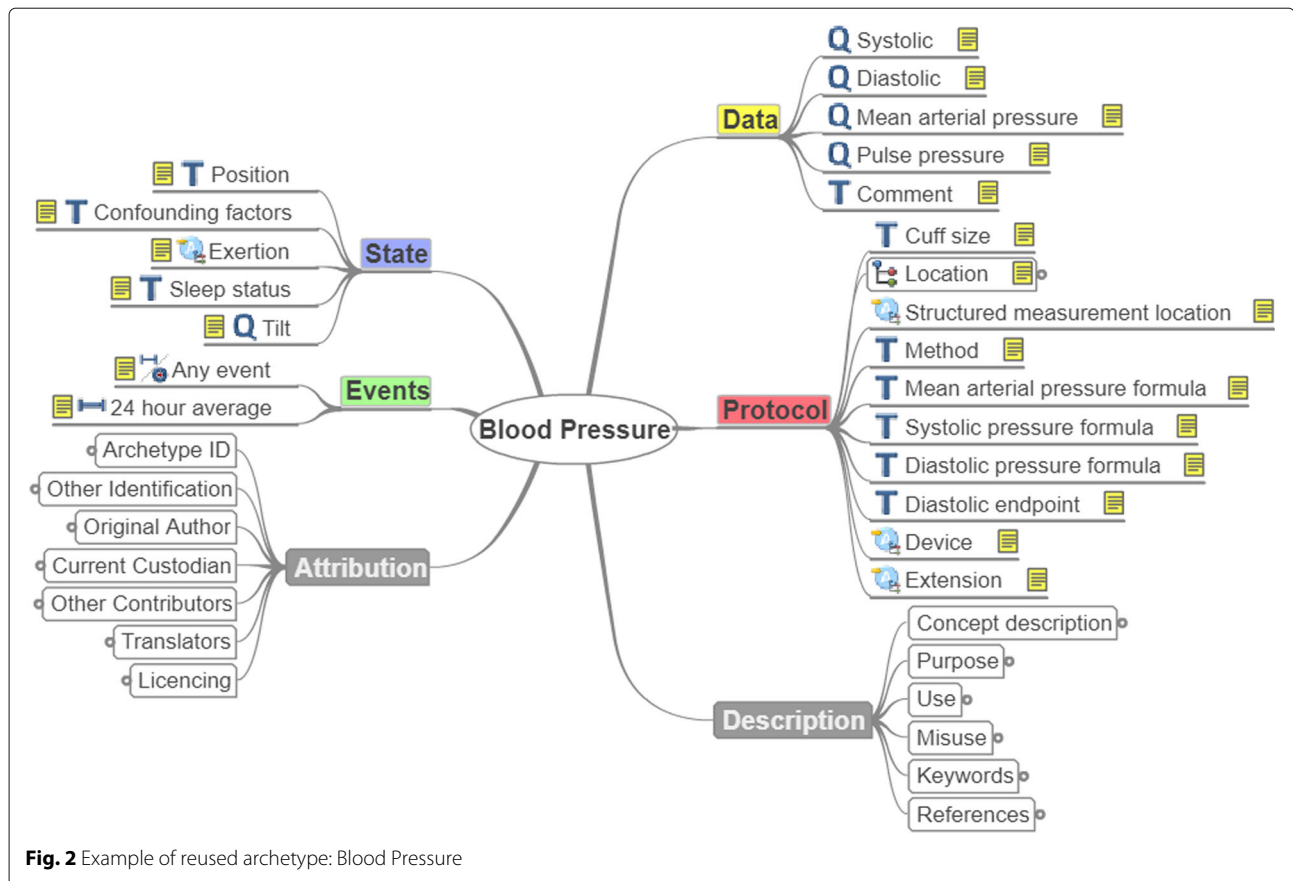 Q Systolic
Q Diastolic
Q Mean arterial pressure
Q Pulse pressure
T Comment
Data
T Position
T Confounding factors
Exertion
T Sleep status
Q Tilt
State
Any event
24 hour average
Events
Blood Pressure
T Cuff size
Location
Structured measurement location
T Method
T Mean arterial pressure formula
T Systolic pressure formula
T Diastolic pressure formula
T Diastolic endpoint
Device
Extension
Protocol
Archetype ID
Other Identification
Original Author
Current Custodian
Other Contributors
Translators
Licencing
Attribution
Concept description
Purpose
Use
Misuse
Keywords
References
Description
Fig. 2 Example of reused archetype: Blood Pressure